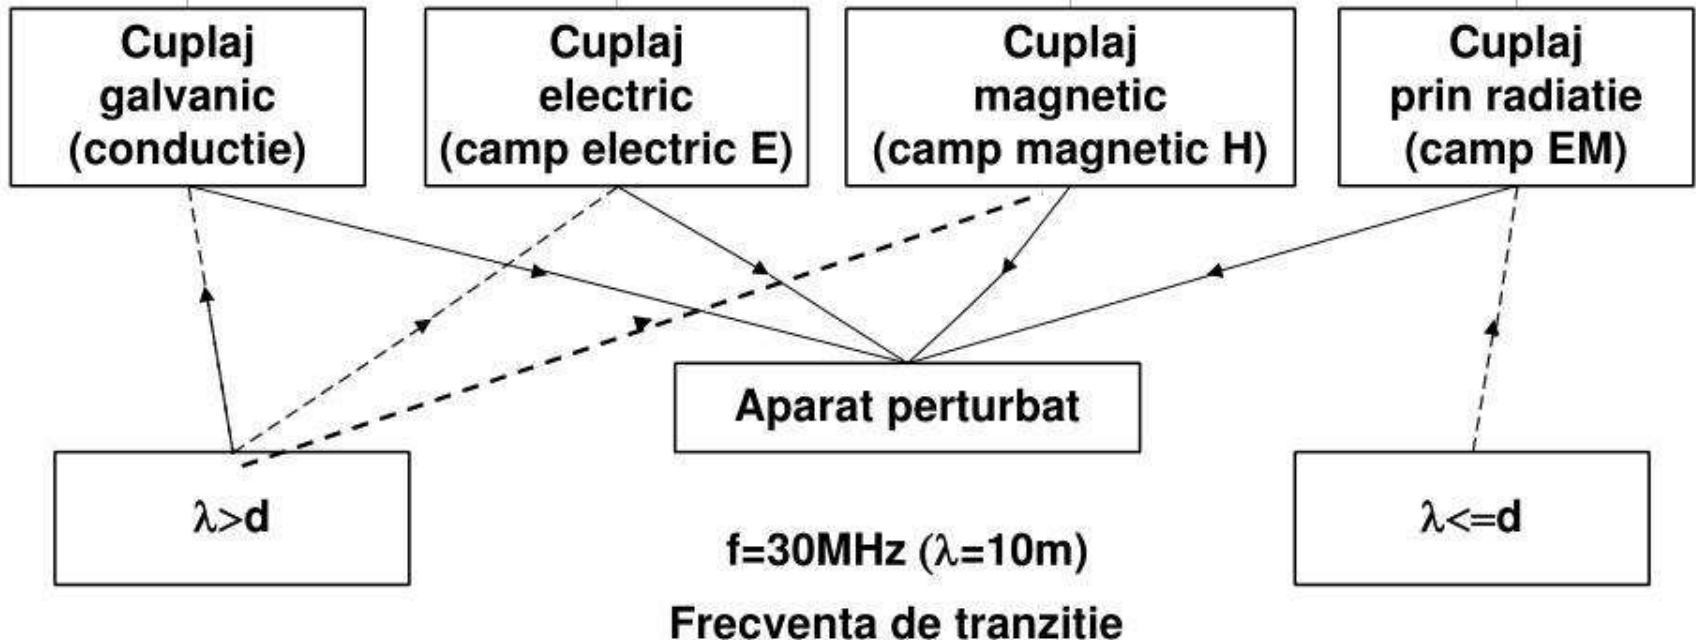 Cuplaj
galvanic
(conductie)
Cuplaj
electric
(camp electric E)
Cuplaj
magnetic
(camp magnetic H)
Cuplaj
prin radiatie
(camp EM)
Aparat perturbat
λ>d
λ<=d
f=30MHz (λ=10m)
Frecventa de tranzitie